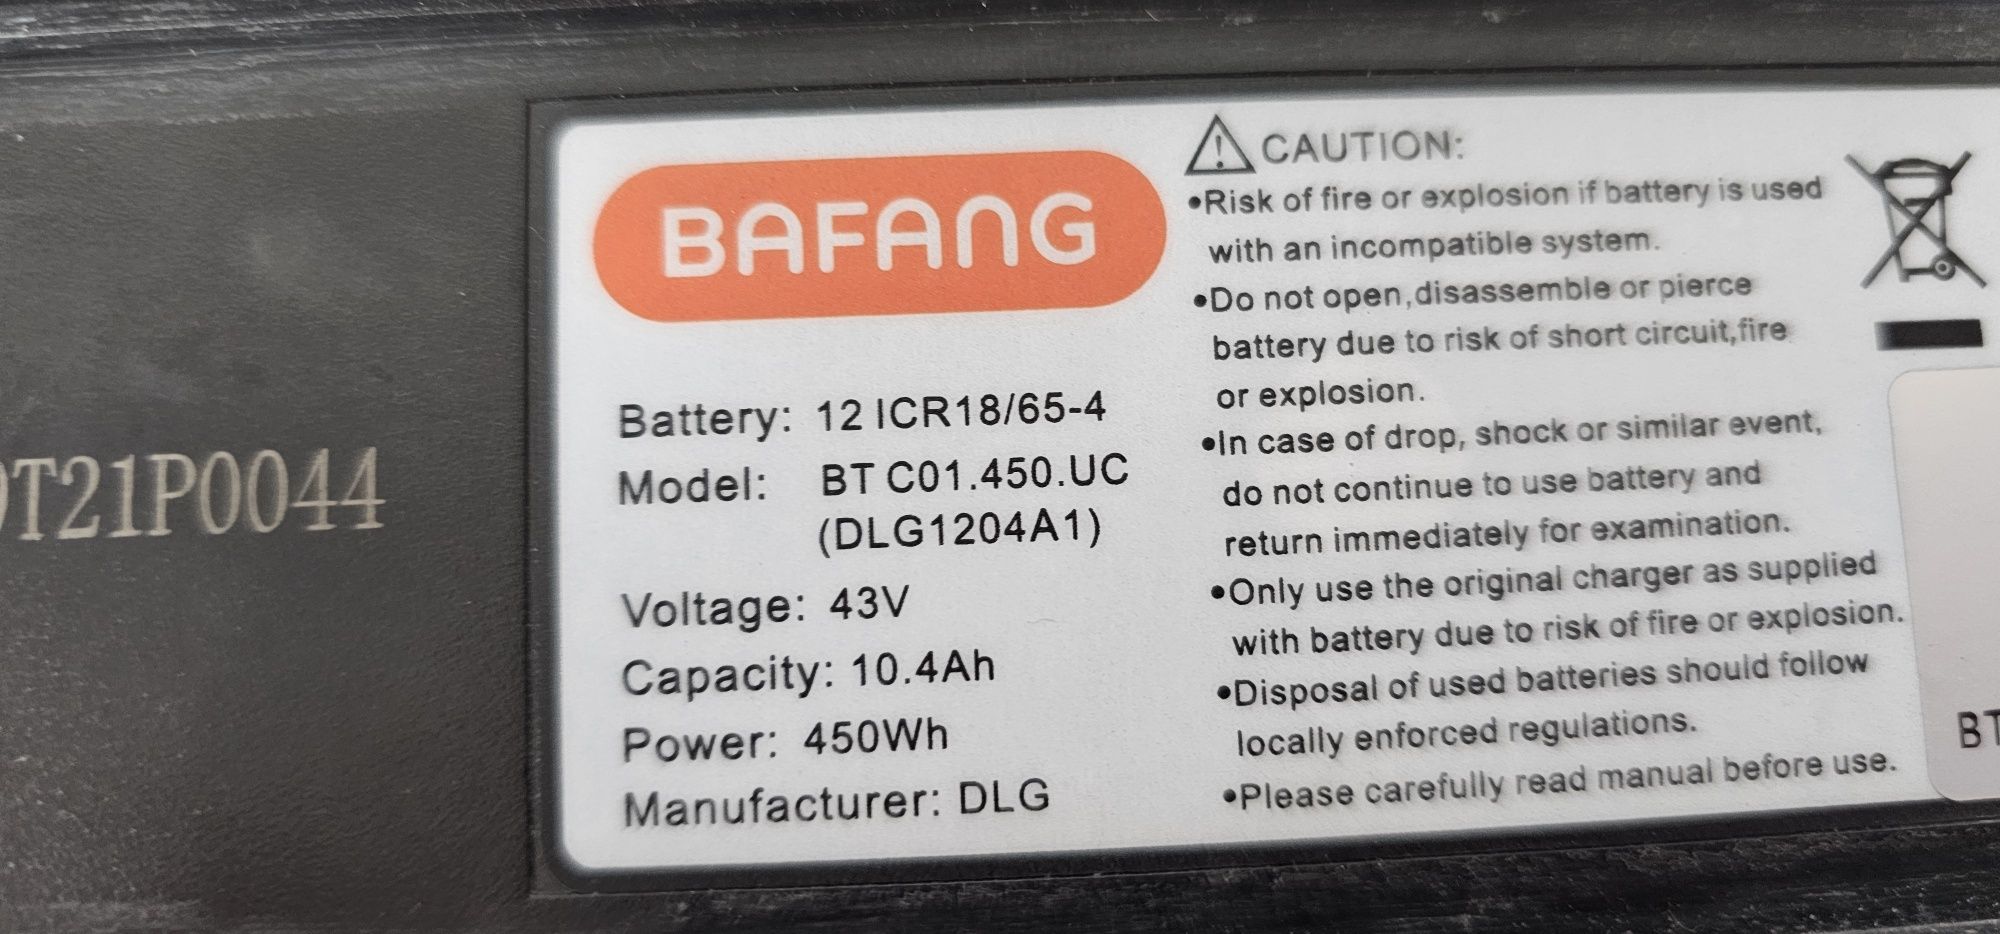 T21P0044
BAFANG
Battery: 12 ICR18/65-4
Model: BT C01.450.UC
(DLG1204A1)
Voltage: 43V
Capacity: 10.4Ah
Power: 450Wh
Manufacturer: DLG
CAUTION:
•Risk of fire or explosion if battery is used
with an incompatible system.
•Do not open,disassemble or pierce
battery due to risk of short circuit,fire
or explosion.
•In case of drop, shock or similar event,
do not continue to use battery and
return immediately for examination.
•Only use the original charger as supplied
with battery due to risk of fire or explosion.
•Disposal of used batteries should follow
locally enforced regulations.
•Please carefully read manual before use.
BT